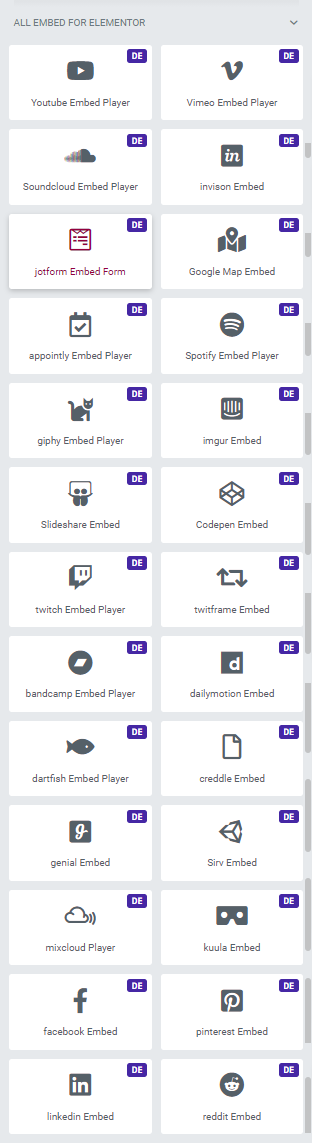 ALL EMBED FOR ELEMENTOR
DE DE
Youtube Embed Player Vimeo Embed Player
DE DE
in
Soundcloud Embed Player invison Embed
DE DE
jotform Embed Form Google Map Embed
DE DE
appointly Embed Player Spotify Embed Player
DE DE
giphy Embed Player imgur Embed
DE DE
Slideshare Embed Codepen Embed
DE DE
twitch Embed Player twitframe Embed
DE DE
d
bandcamp Embed Player dailymotion Embed
DE DE
dartfish Embed Player creddle Embed
DE DE
g
genial Embed Sirv Embed
DE DE
mixcloud Player kuula Embed
DE DE
f
facebook Embed pinterest Embed
DE DE
in
linkedin Embed reddit Embed